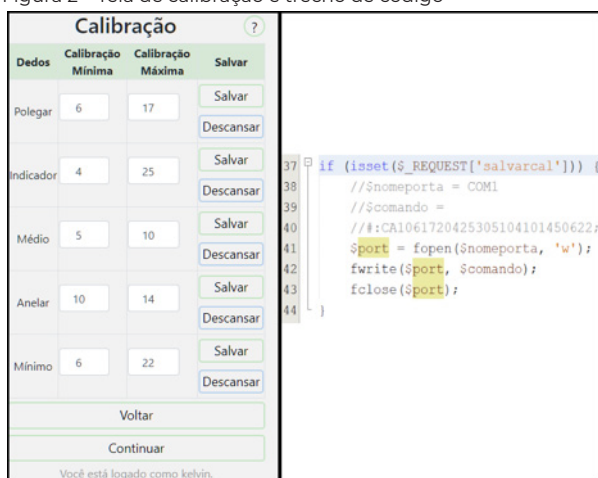 Figura 2 - Tela de calibração e trecho de código
Calibração ?
Dedos Calibração Mínima Calibração Máxima Salvar
Polegar 6 17 Salvar
Descansar
Indicador 4 25 Salvar
Descansar
Médio 5 10 Salvar
Descansar
Anelar 10 14 Salvar
Descansar
Mínimo 6 22 Salvar
Descansar
Voltar
Continuar
Você está logado como kelvin.
37 if (isset($_REQUEST['salvarcal'])) {
38 //$nomeporta = COM1
39 //$comando =
40 //#:CA1061720425305104101450622;
41 $port = fopen($nomeporta, 'w');
42 fwrite($port, $comando);
43 fclose($port);
44 }